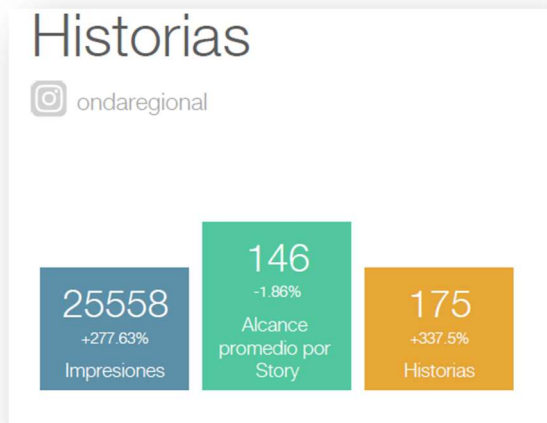 Historias
ondaregional
25558
+277.63%
Impresiones
146
-1.86%
Alcance
promedio por
Story
175
+337.5%
Historias